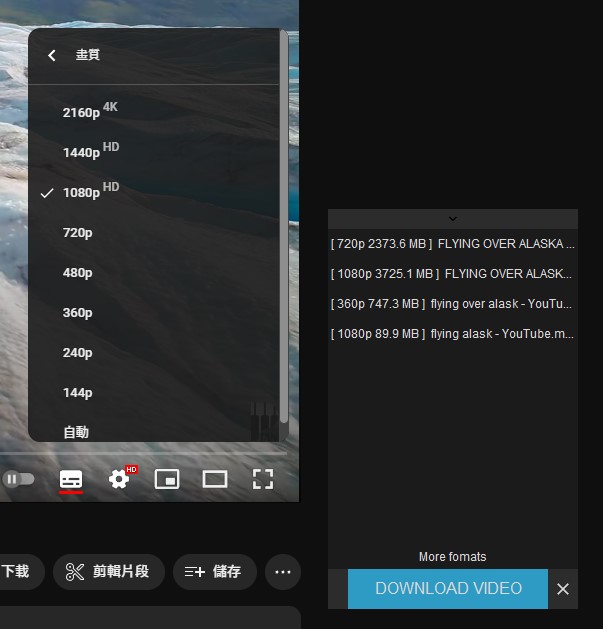 畫質
2160p 4K
1440p HD
1080p HD
720p
480p
360p
240p
144p
自動
HD
下載
剪輯片段
儲存
[ 720p 2373.6 MB ] FLYING OVER ALASKA ...
[ 1080p 3725.1 MB ] FLYING OVER ALASK...
[ 360p 747.3 MB ] flying over alask - YouTu...
[ 1080p 89.9 MB ] flying alask - YouTube.m...
More fomats
DOWNLOAD VIDEO